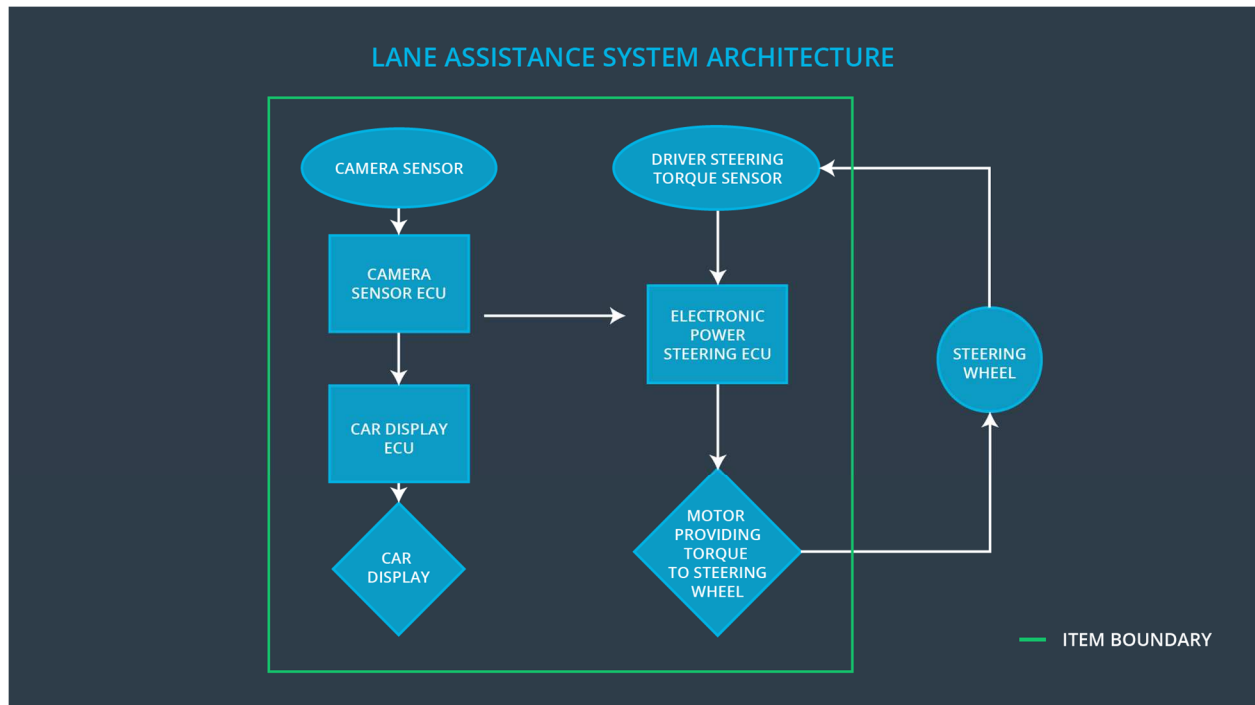 LANE ASSISTANCE SYSTEM ARCHITECTURE
CAMERA SENSOR
DRIVER STEERING
TORQUE SENSOR
CAMERA
SENSOR ECU
ELECTRONIC
POWER
STEERING ECU
STEERING
WHEEL
CAR DISPLAY
ECU
MOTOR
PROVIDING
TORQUE
TO STEERING
WHEEL
CAR
DISPLAY
ITEM BOUNDARY